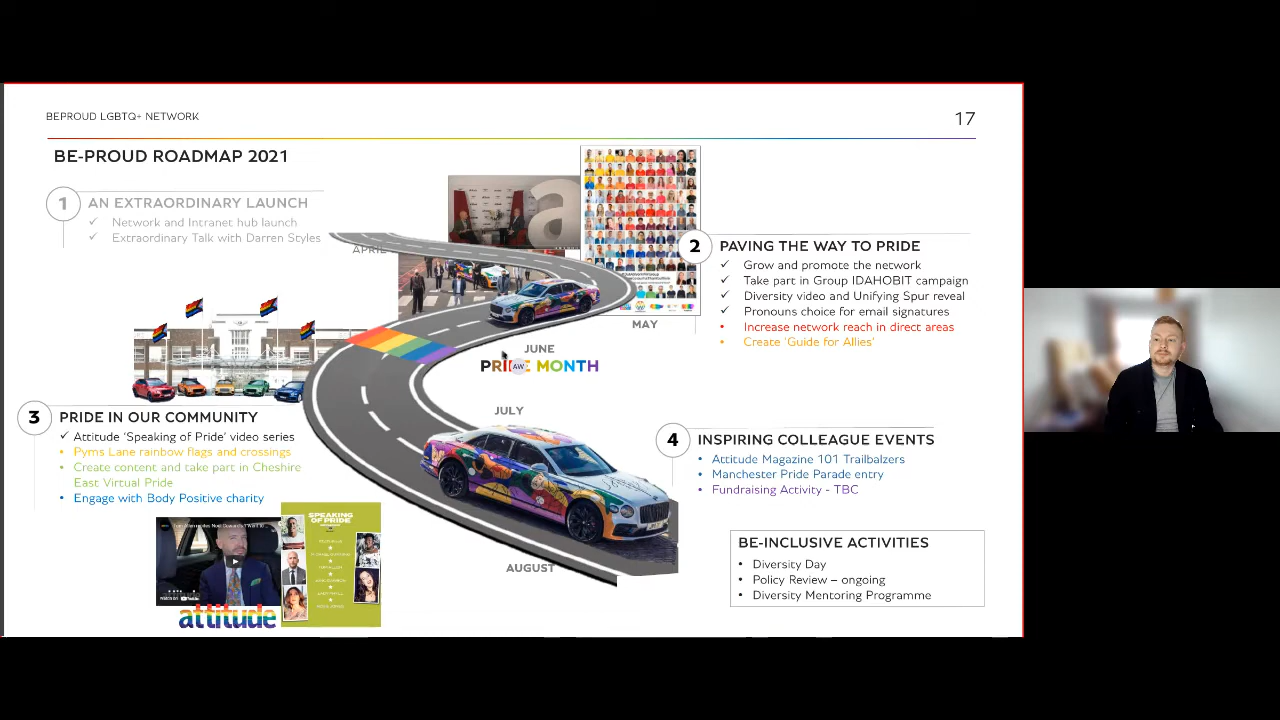 BEPROUD LGBTQ+ NETWORK
17
BE-PROUD ROADMAP 2021
1
AN EXTRAORDINARY LAUNCH
✓ Network and Intranet hub launch
✓ Extraordinary Talk with Darren Styles
APRIL
2
PAVING THE WAY TO PRIDE
✓ Grow and promote the network
✓ Take part in Group IDAHOBIT campaign
✓ Diversity video and Unifying Spur reveal
✓ Pronouns choice for email signatures
• Increase network reach in direct areas
• Create 'Guide for Allies'
MAY
JUNE
PRIDE MONTH
AW
JULY
3
PRIDE IN OUR COMMUNITY
✓ Attitude 'Speaking of Pride' video series
• Pyms Lane rainbow flags and crossings
• Create content and take part in Cheshire
East Virtual Pride
• Engage with Body Positive charity
4
INSPIRING COLLEAGUE EVENTS
• Attitude Magazine 101 Trailbalzers
• Manchester Pride Parade entry
• Fundraising Activity - TBC
SPEAKING
OF PRIDE
attitude
AUGUST
BE-INCLUSIVE ACTIVITIES
• Diversity Day
• Policy Review – ongoing
• Diversity Mentoring Programme